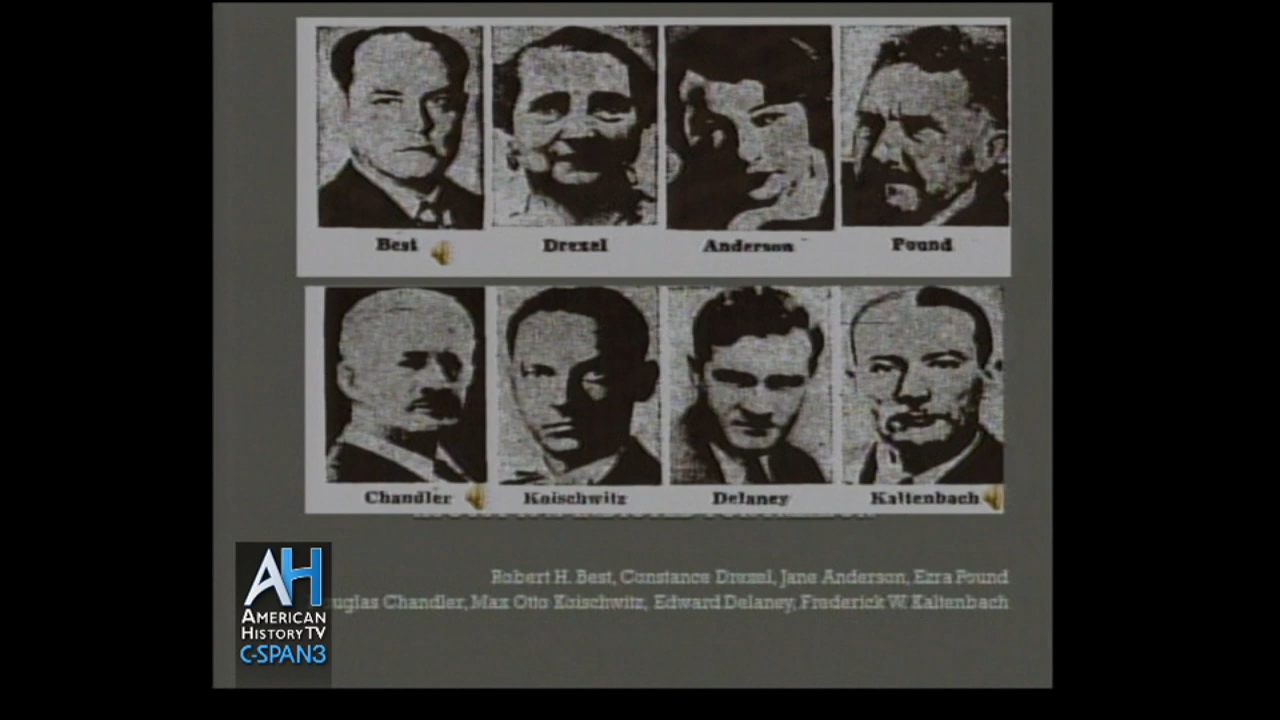 Best Drexel Anderson Pound
Chandler Koischwitz Delaney Kaltenbach
Robert H. Best, Constance Drexel, Jane Anderson, Ezra Pound
Chandler, Max Otto Koischwitz, Edward Delaney, Frederick W. Kaltenbach
AH
AMERICAN
HISTORY TV
C-SPAN3